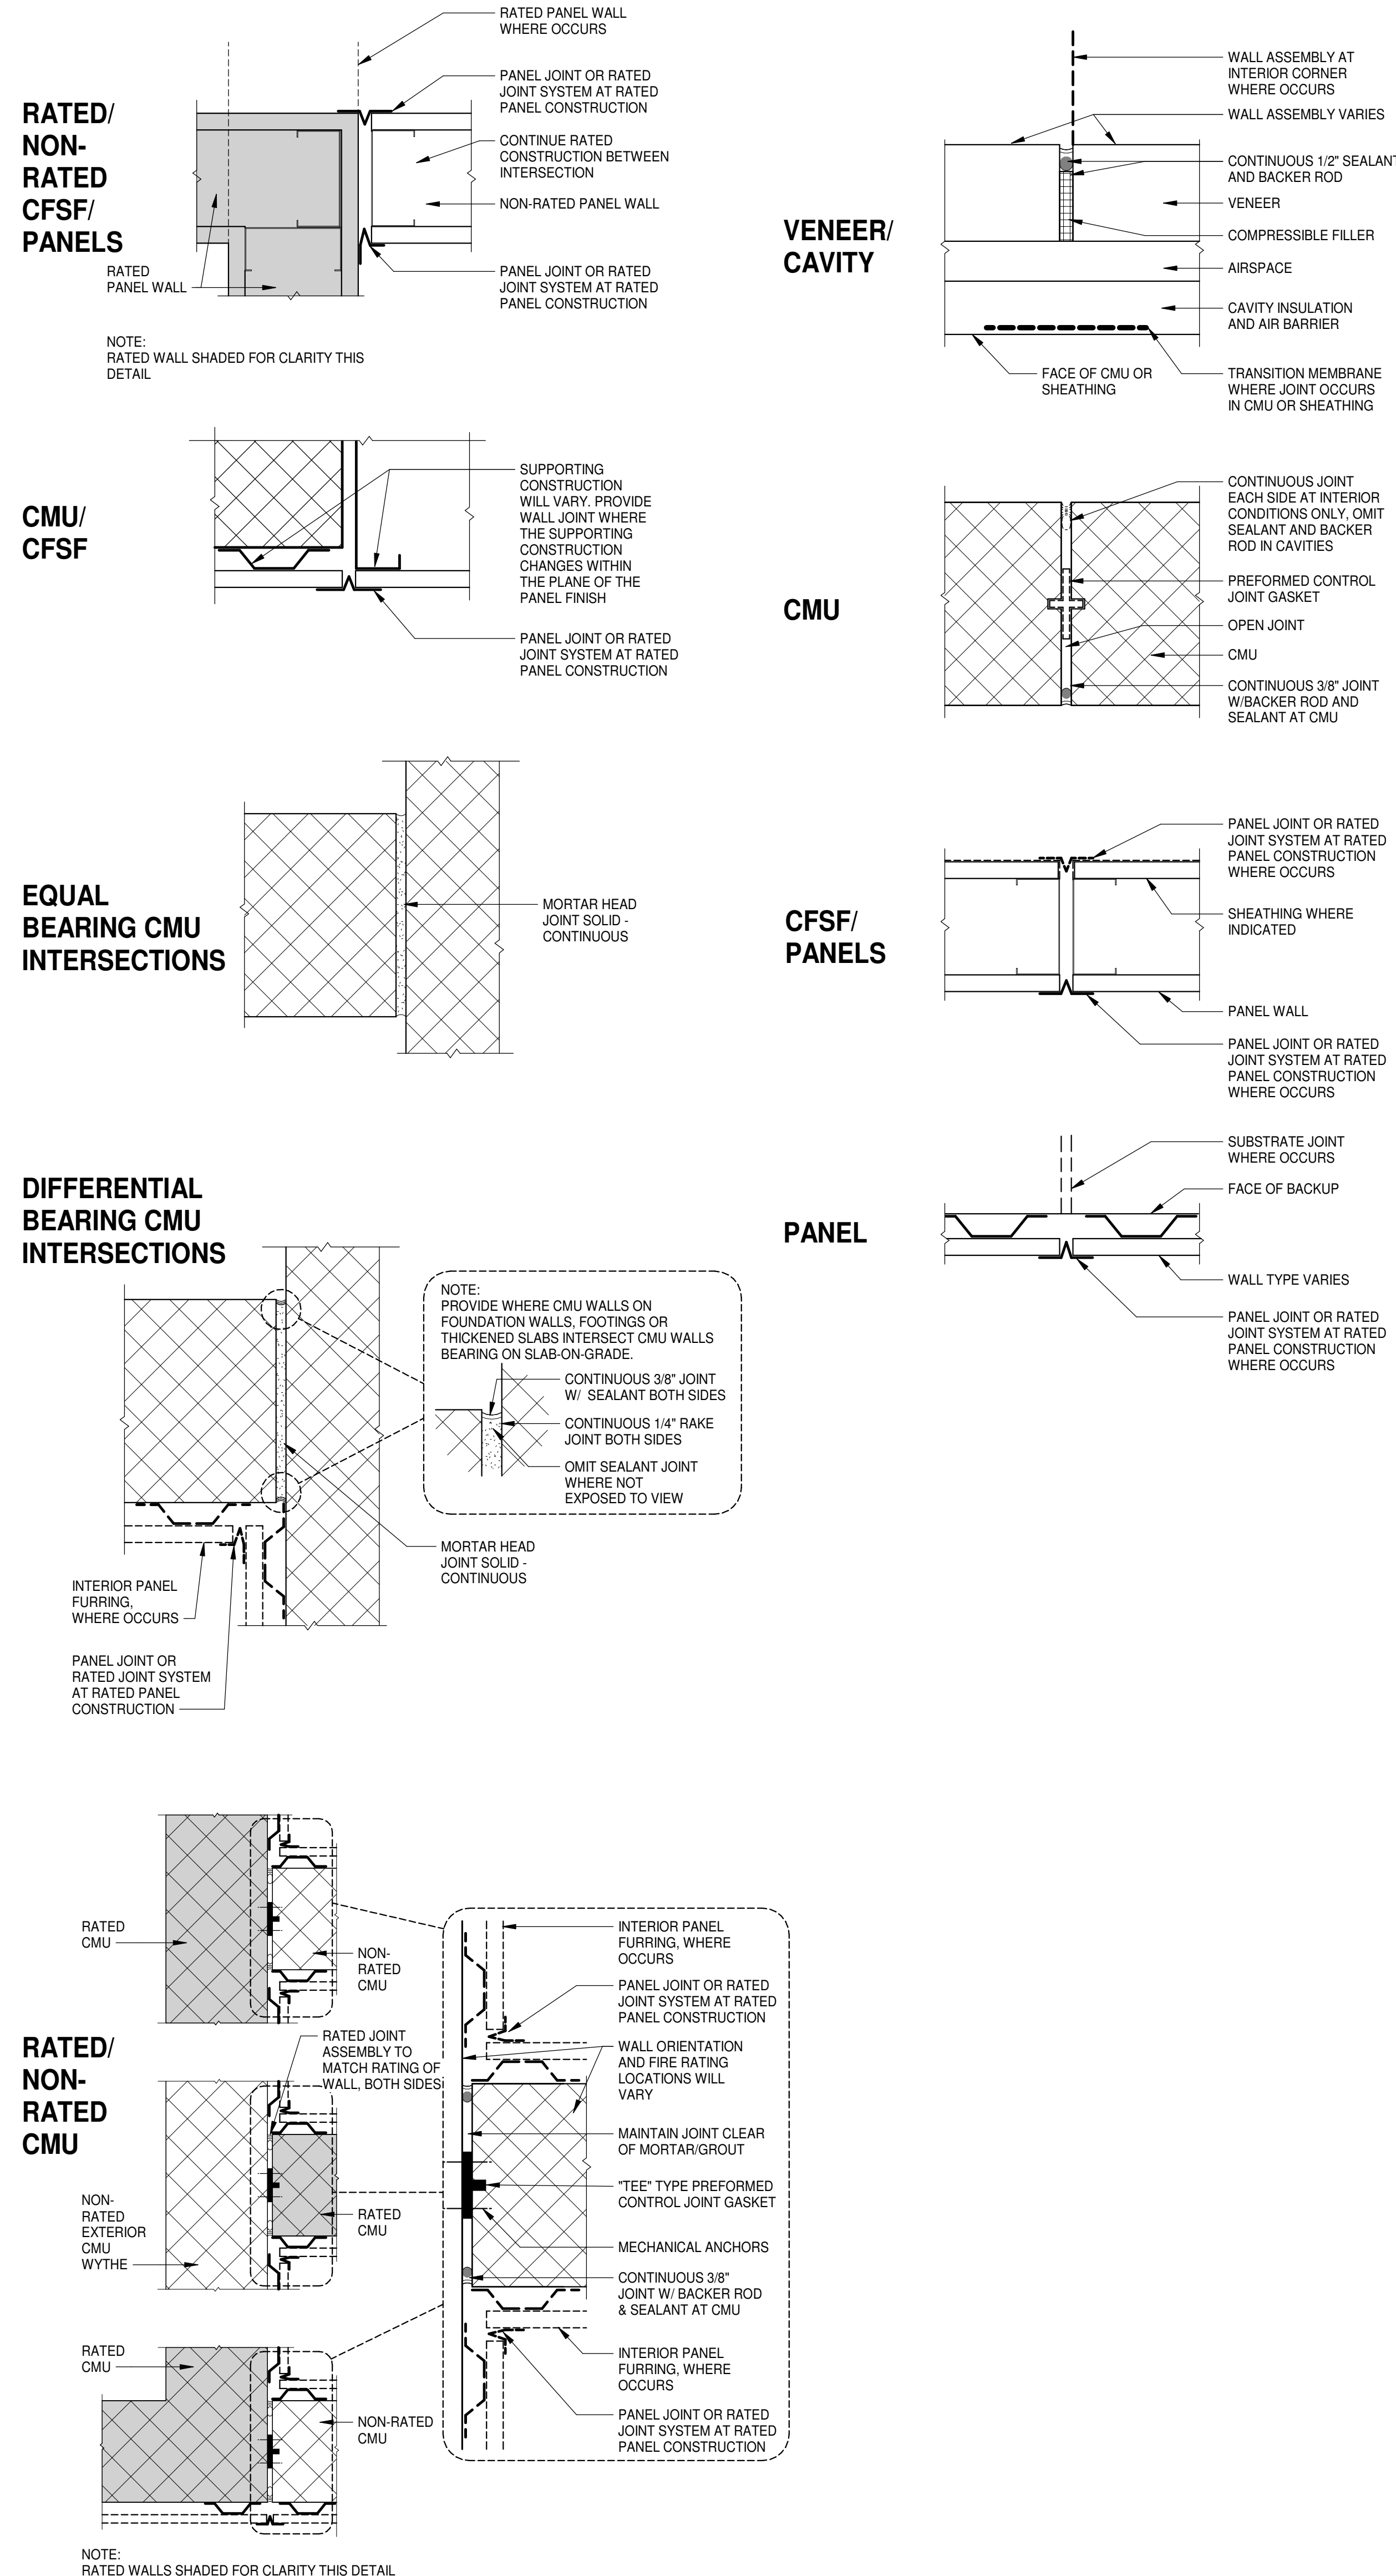 RATED/
NON-
RATED
CFSF/
PANELS
RATED PANEL WALL
WHERE OCCURS
PANEL JOINT OR RATED
JOINT SYSTEM AT RATED
PANEL CONSTRUCTION
CONTINUE RATED
CONSTRUCTION BETWEEN
INTERSECTION
NON-RATED PANEL WALL
PANEL JOINT OR RATED
JOINT SYSTEM AT RATED
PANEL CONSTRUCTION
RATED
PANEL WALL
NOTE:
RATED WALL SHADED FOR CLARITY THIS
DETAIL
CMU/
CFSF
SUPPORTING
CONSTRUCTION
WILL VARY. PROVIDE
WALL JOINT WHERE
THE SUPPORTING
CONSTRUCTION
CHANGES WITHIN
THE PLANE OF THE
PANEL FINISH
PANEL JOINT OR RATED
JOINT SYSTEM AT RATED
PANEL CONSTRUCTION
EQUAL
BEARING CMU
INTERSECTIONS
MORTAR HEAD
JOINT SOLID -
CONTINUOUS
DIFFERENTIAL
BEARING CMU
INTERSECTIONS
NOTE:
PROVIDE WHERE CMU WALLS ON
FOUNDATION WALLS, FOOTINGS OR
THICKENED SLABS INTERSECT CMU WALLS
BEARING ON SLAB-ON-GRADE.
CONTINUOUS 3/8" JOINT
W/ SEALANT BOTH SIDES
CONTINUOUS 1/4" RAKE
JOINT BOTH SIDES
OMIT SEALANT JOINT
WHERE NOT
EXPOSED TO VIEW
MORTAR HEAD
JOINT SOLID -
CONTINUOUS
INTERIOR PANEL
FURRING,
WHERE OCCURS
PANEL JOINT OR
RATED JOINT SYSTEM
AT RATED PANEL
CONSTRUCTION
RATED/
NON-
RATED
CMU
RATED
CMU
NON-
RATED
CMU
RATED JOINT
ASSEMBLY TO
MATCH RATING OF
WALL, BOTH SIDES
NON-
RATED
EXTERIOR
CMU
WYTHE
RATED
CMU
RATED
CMU
NON-RATED
CMU
INTERIOR PANEL
FURRING, WHERE
OCCURS
PANEL JOINT OR RATED
JOINT SYSTEM AT RATED
PANEL CONSTRUCTION
WALL ORIENTATION
AND FIRE RATING
LOCATIONS WILL
VARY
MAINTAIN JOINT CLEAR
OF MORTAR/GROUT
"TEE" TYPE PREFORMED
CONTROL JOINT GASKET
MECHANICAL ANCHORS
CONTINUOUS 3/8"
JOINT W/ BACKER ROD
& SEALANT AT CMU
INTERIOR PANEL
FURRING, WHERE
OCCURS
PANEL JOINT OR RATED
JOINT SYSTEM AT RATED
PANEL CONSTRUCTION
NOTE:
RATED WALLS SHADED FOR CLARITY THIS DETAIL
VENEER/
CAVITY
WALL ASSEMBLY AT
INTERIOR CORNER
WHERE OCCURS
WALL ASSEMBLY VARIES
CONTINUOUS 1/2" SEALANT
AND BACKER ROD
VENEER
COMPRESSIBLE FILLER
AIRSPACE
CAVITY INSULATION
AND AIR BARRIER
FACE OF CMU OR
SHEATHING
TRANSITION MEMBRANE
WHERE JOINT OCCURS
IN CMU OR SHEATHING
CMU
CONTINUOUS JOINT
EACH SIDE AT INTERIOR
CONDITIONS ONLY, OMIT
SEALANT AND BACKER
ROD IN CAVITIES
PREFORMED CONTROL
JOINT GASKET
OPEN JOINT
CMU
CONTINUOUS 3/8" JOINT
W/BACKER ROD AND
SEALANT AT CMU
CFSF/
PANELS
PANEL JOINT OR RATED
JOINT SYSTEM AT RATED
PANEL CONSTRUCTION
WHERE OCCURS
SHEATHING WHERE
INDICATED
PANEL WALL
PANEL JOINT OR RATED
JOINT SYSTEM AT RATED
PANEL CONSTRUCTION
WHERE OCCURS
PANEL
SUBSTRATE JOINT
WHERE OCCURS
FACE OF BACKUP
WALL TYPE VARIES
PANEL JOINT OR RATED
JOINT SYSTEM AT RATED
PANEL CONSTRUCTION
WHERE OCCURS